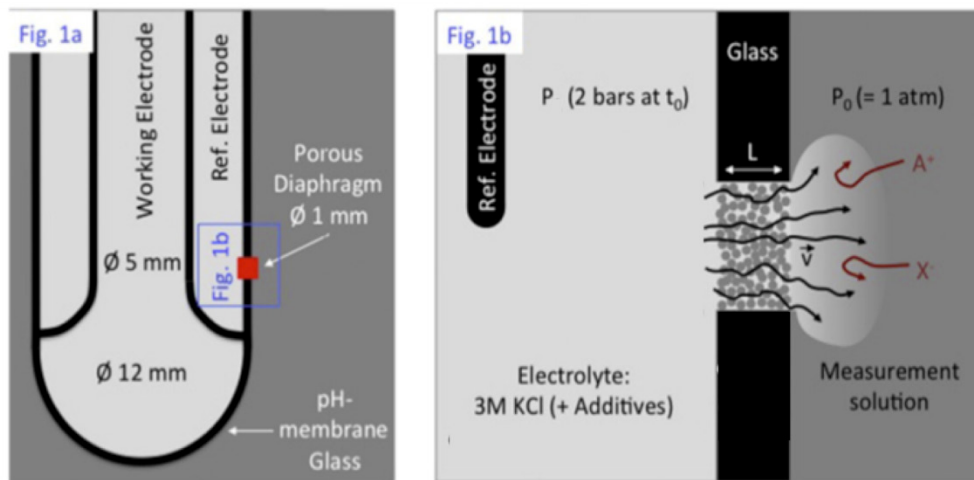 Fig. 1a
Working Electrode
Ref. Electrode
Porous
Diaphragm
Ø 1 mm
Fig. 1b
Ø 5 mm
Ø 12 mm
pH-
membrane
Glass
Fig. 1b
Glass
Ref. Electrode
P (2 bars at t₀)
P₀ (= 1 atm)
L
A⁺
v⃗
X⁻
Electrolyte:
3M KCl (+ Additives)
Measurement
solution